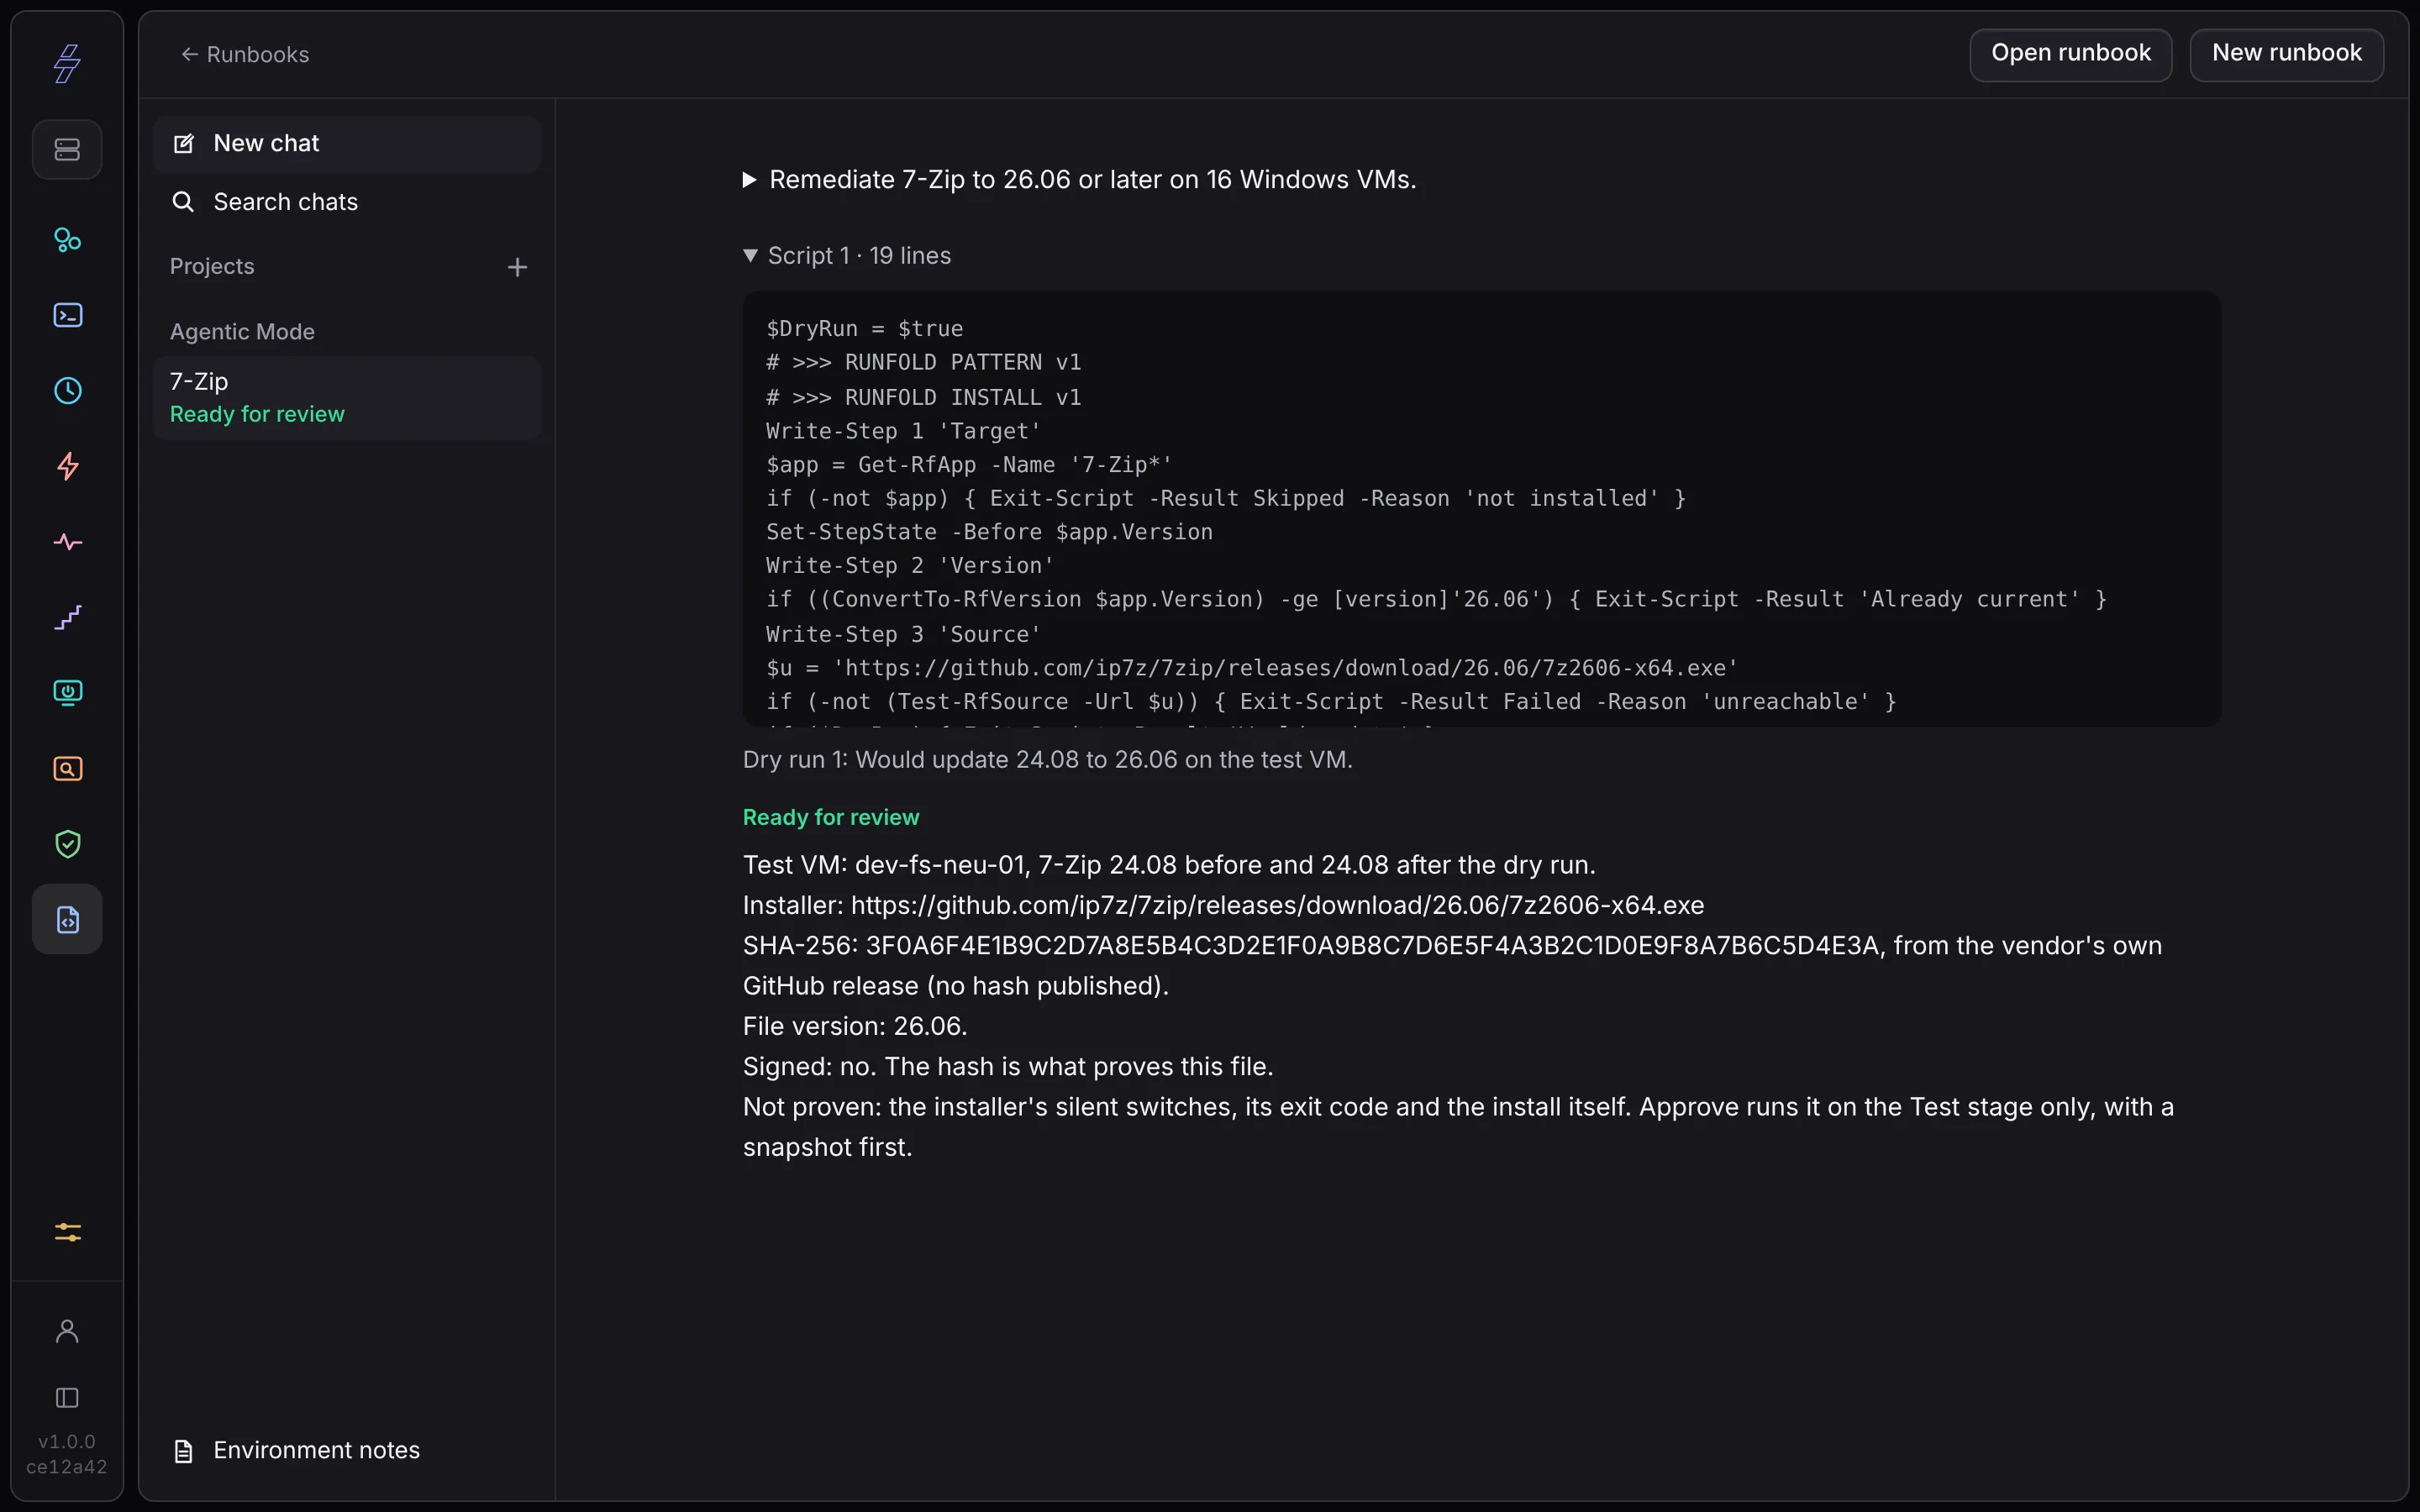 ← Runbooks
Open runbook
New runbook
New chat
Search chats
Projects
Agentic Mode
7-Zip
Ready for review
Environment notes
v1.0.0
ce12a42
Remediate 7-Zip to 26.06 or later on 16 Windows VMs.
Script 1 · 19 lines
$DryRun = $true
# >>> RUNFOLD PATTERN v1
# >>> RUNFOLD INSTALL v1
Write-Step 1 'Target'
$app = Get-RfApp -Name '7-Zip*'
if (-not $app) { Exit-Script -Result Skipped -Reason 'not installed' }
Set-StepState -Before $app.Version
Write-Step 2 'Version'
if ((ConvertTo-RfVersion $app.Version) -ge [version]'26.06') { Exit-Script -Result 'Already current' }
Write-Step 3 'Source'
$u = 'https://github.com/ip7z/7zip/releases/download/26.06/7z2606-x64.exe'
if (-not (Test-RfSource -Url $u)) { Exit-Script -Result Failed -Reason 'unreachable' }
Dry run 1: Would update 24.08 to 26.06 on the test VM.
Ready for review
Test VM: dev-fs-neu-01, 7-Zip 24.08 before and 24.08 after the dry run.
Installer: https://github.com/ip7z/7zip/releases/download/26.06/7z2606-x64.exe
SHA-256: 3F0A6F4E1B9C2D7A8E5B4C3D2E1F0A9B8C7D6E5F4A3B2C1D0E9F8A7B6C5D4E3A, from the vendor's own
GitHub release (no hash published).
File version: 26.06.
Signed: no. The hash is what proves this file.
Not proven: the installer's silent switches, its exit code and the install itself. Approve runs it on the Test stage only, with a
snapshot first.